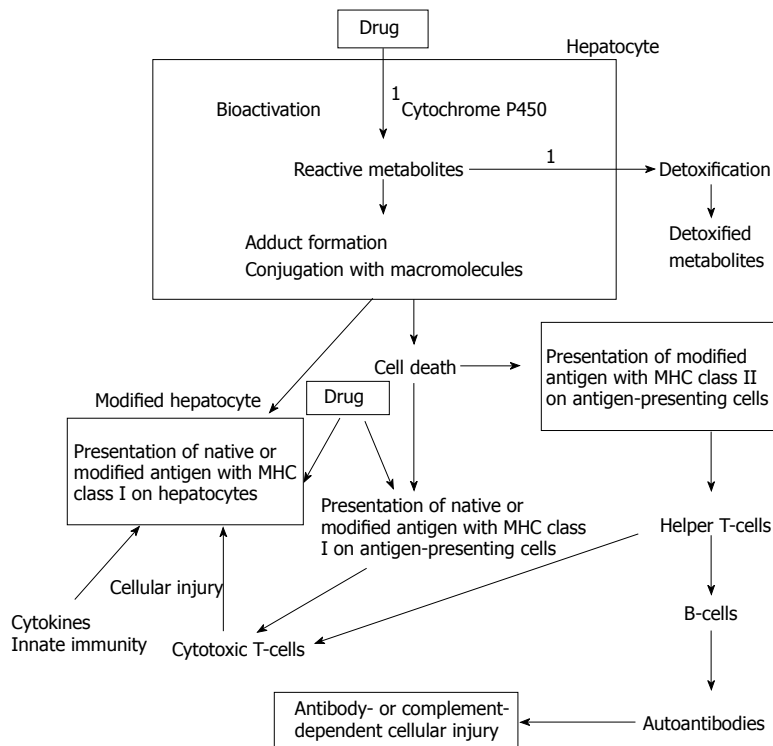 Drug
Hepatocyte
Bioactivation
1
Cytochrome P450
Reactive metabolites
1
Detoxification
Detoxified
metabolites
Adduct formation
Conjugation with macromolecules
Cell death
Presentation of modified
antigen with MHC class II
on antigen-presenting cells
Modified hepatocyte
Drug
Presentation of native or
modified antigen with MHC
class I on hepatocytes
Presentation of native or
modified antigen with MHC class
I on antigen-presenting cells
Helper T-cells
Cellular injury
Cytokines
Innate immunity
Cytotoxic T-cells
B-cells
Antibody- or complement-
dependent cellular injury
Autoantibodies